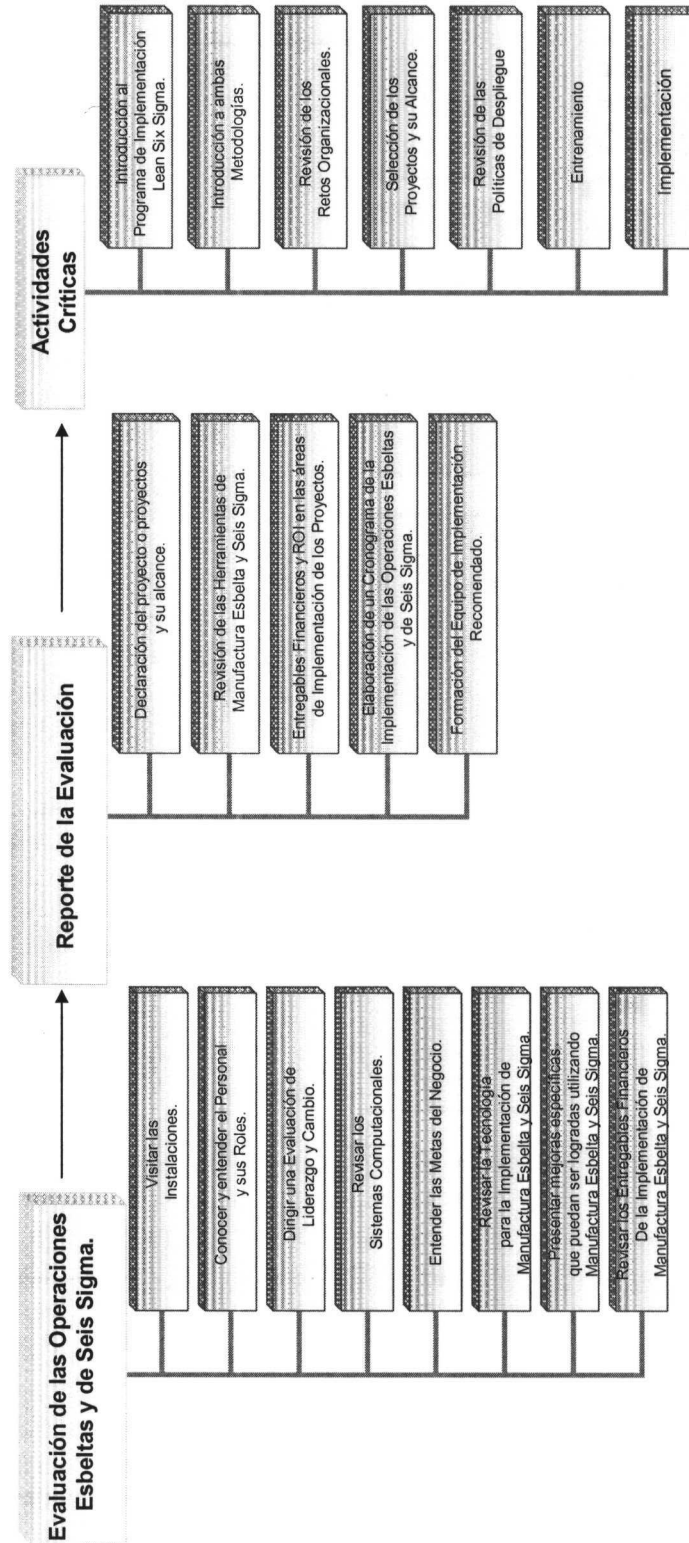 Evaluación de las Operaciones
Esbeltas y de Seis Sigma.
Visitar las
Instalaciones.
Conocer y entender el Personal
y sus Roles.
Dirigir una Evaluación de
Liderazgo y Cambio.
Revisar los
Sistemas Computacionales.
Entender las Metas del Negocio.
Revisar la Tecnología
para la Implementación de
Manufactura Esbelta y Seis Sigma.
Presentar mejoras específicas
que puedan ser logradas utilizando
Manufactura Esbelta y Seis Sigma.
Revisar los Entregables Financieros
De la Implementación de
Manufactura Esbelta y Seis Sigma.
Reporte de la Evaluación
Declaración del proyecto o proyectos
y su alcance.
Revisión de las Herramientas de
Manufactura Esbelta y Seis Sigma.
Entregables Financieros y ROI en las áreas
de Implementación de los Proyectos.
Elaboración de un Cronograma de la
Implementación de las Operaciones Esbeltas
y de Seis Sigma.
Formación del Equipo de Implementación
Recomendado.
Actividades
Críticas
Introducción al
Programa de Implementación
Lean Six Sigma.
Introducción a ambas
Metodologías.
Revisión de los
Retos Organizacionales.
Selección de los
Proyectos y su Alcance.
Revisión de las
Políticas de Despliegue
Entrenamiento
Implementación